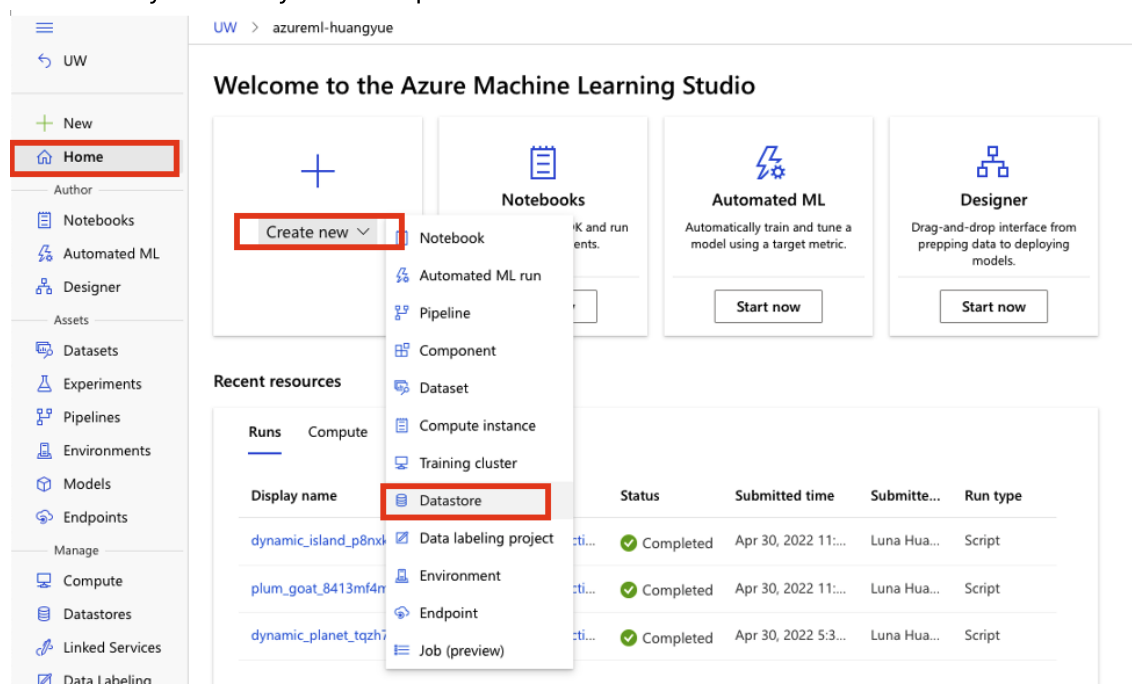 UW > azureml-huangyue
UW
Welcome to the Azure Machine Learning Studio
New
Home
Author
Notebooks
Automated ML
Designer
Assets
Datasets
Experiments
Pipelines
Environments
Models
Endpoints
Manage
Compute
Datastores
Linked Services
Data Labeling
Create new
Notebook
Automated ML run
Pipeline
Component
Dataset
Compute instance
Training cluster
Datastore
Data labeling project
Environment
Endpoint
Job (preview)
Notebooks
K and run
ents.
Automated ML
Automatically train and tune a
model using a target metric.
Start now
Designer
Drag-and-drop interface from
prepping data to deploying
models.
Start now
Recent resources
Runs Compute
Display name Status Submitted time Submitte... Run type
dynamic_island_p8nxk cti... Completed Apr 30, 2022 11:... Luna Hua... Script
plum_goat_8413mf4m cti... Completed Apr 30, 2022 11:... Luna Hua... Script
dynamic_planet_tqzh7 cti... Completed Apr 30, 2022 5:3... Luna Hua... Script